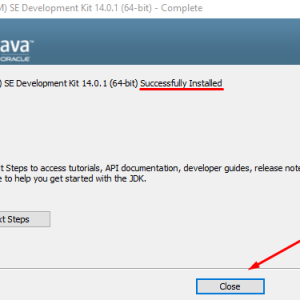 M) SE Development Kit 14.0.1 (64-bit) - Complete
ava
ORACLE
) SE Development Kit 14.0.1 (64-bit) Successfully Installed
t Steps to access tutorials, API documentation, developer guides, release note
e to help you get started with the JDK.
xt Steps
Close